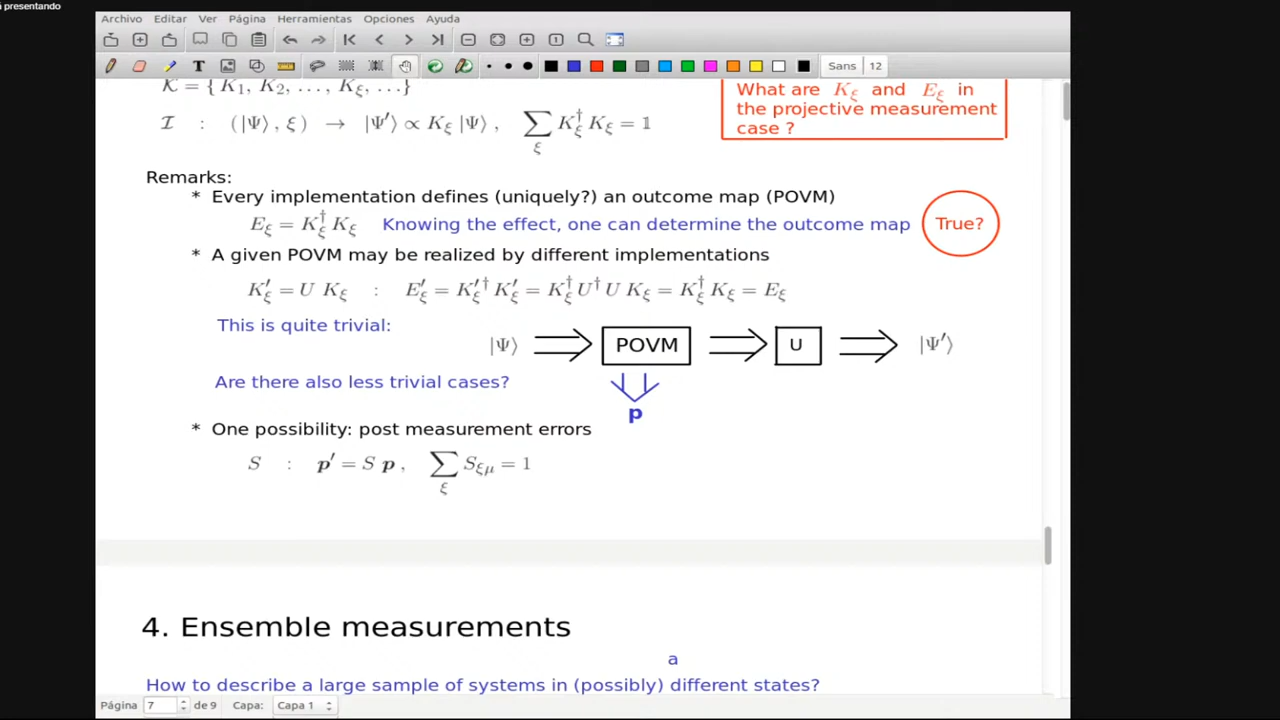 á presentando
Archivo Editar Ver Página Herramientas Opciones Ayuda
Sans 12
K = { K₁, K₂, … , K_ξ, …}
I : ( |Ψ⟩ , ξ ) → |Ψ′⟩ ∝ K_ξ |Ψ⟩ , ∑_ξ K_ξ† K_ξ = 𝟙
What are K_ξ and E_ξ in
the projective measurement
case ?
Remarks:
* Every implementation defines (uniquely?) an outcome map (POVM)
E_ξ = K_ξ† K_ξ Knowing the effect, one can determine the outcome map
True?
* A given POVM may be realized by different implementations
K′_ξ = U K_ξ : E′_ξ = K′_ξ† K′_ξ = K_ξ† U† U K_ξ = K_ξ† K_ξ = E_ξ
This is quite trivial:
|Ψ⟩ POVM U |Ψ′⟩
Are there also less trivial cases?
p
* One possibility: post measurement errors
S : p′ = S p , ∑_ξ S_ξμ = 1
4. Ensemble measurements
a
How to describe a large sample of systems in (possibly) different states?
Página 7 de 9 Capa: Capa 1